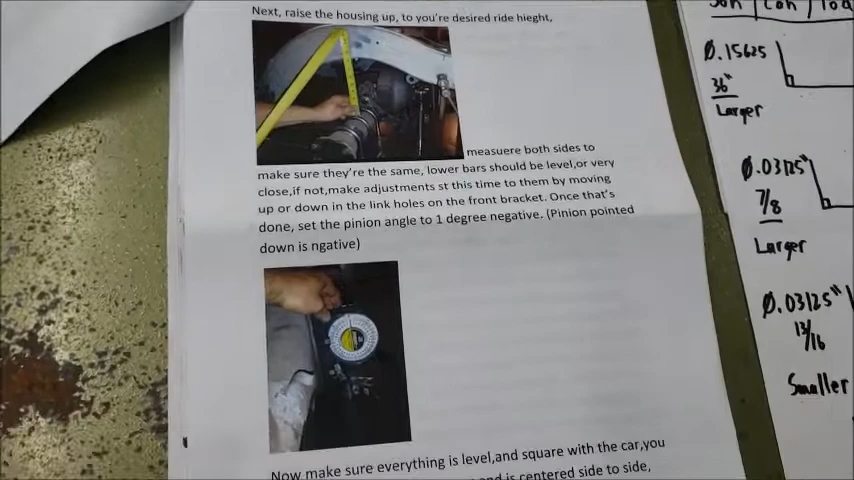 Next, raise the housing up, to you're desired ride hieght,
measuere both sides to
make sure they're the same, lower bars should be level,or very
close,if not,make adjustments st this time to them by moving
up or down in the link holes on the front bracket. Once that's
done, set the pinion angle to 1 degree negative. (Pinion pointed
down is ngative)
Now make sure everything is level,and square with the car,you
and is centered side to side,
0.15625"
36"
Larger
0.03125"
7/8
Larger
0.03125"
13/16
Smaller